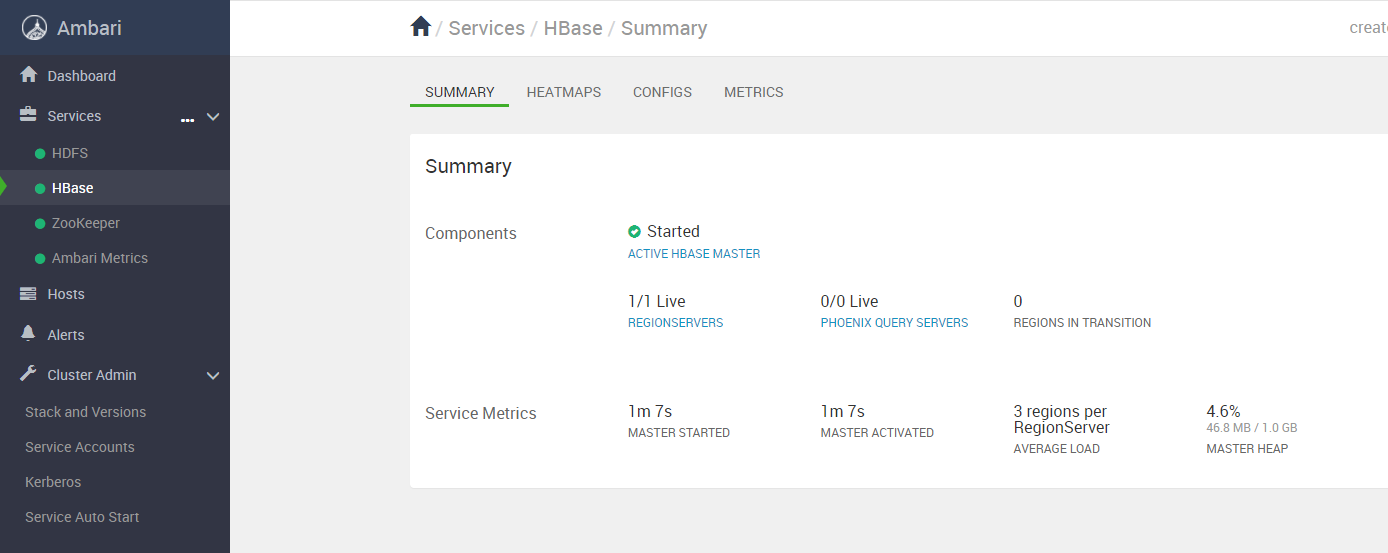 Ambari
/ Services / HBase / Summary
create
Dashboard
Services
...
HDFS
HBase
ZooKeeper
Ambari Metrics
Hosts
Alerts
Cluster Admin
Stack and Versions
Service Accounts
Kerberos
Service Auto Start
SUMMARY HEATMAPS CONFIGS METRICS
Summary
Components
Started
ACTIVE HBASE MASTER
1/1 Live 0/0 Live 0
REGIONSERVERS PHOENIX QUERY SERVERS REGIONS IN TRANSITION
Service Metrics
1m 7s
MASTER STARTED
1m 7s
MASTER ACTIVATED
3 regions per
RegionServer
AVERAGE LOAD
4.6%
46.8 MB / 1.0 GB
MASTER HEAP